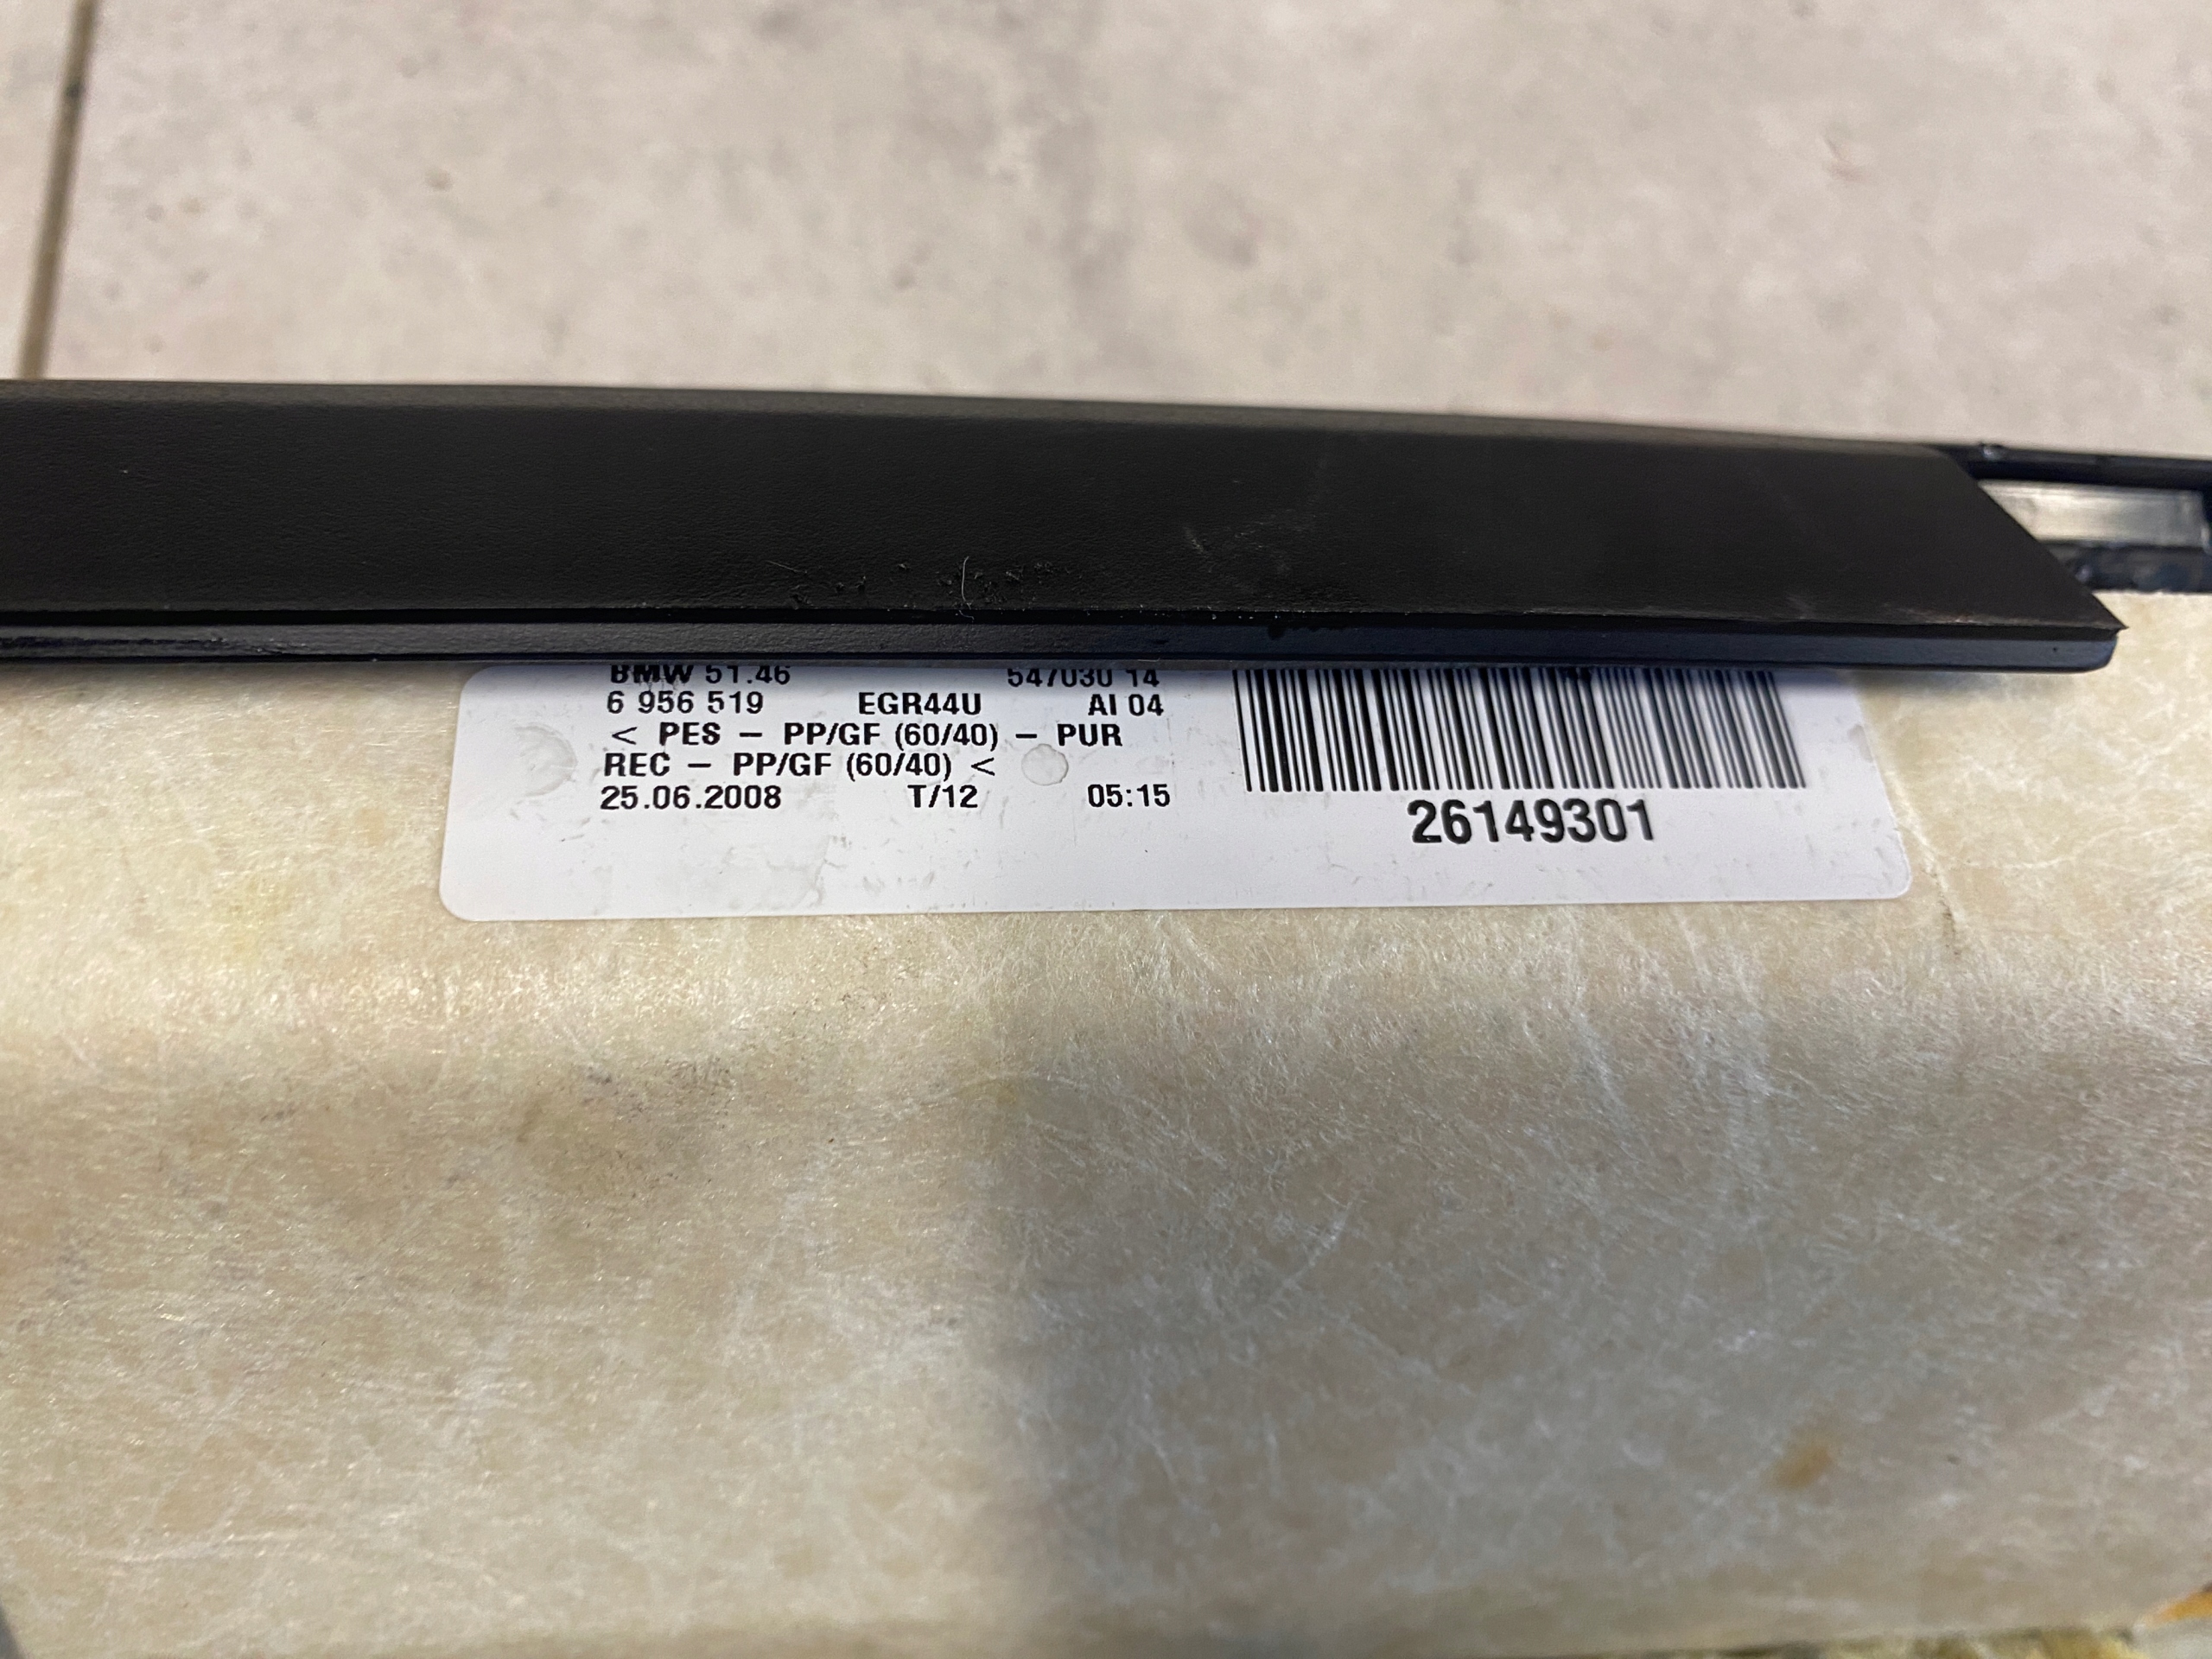 BMW 51.46 547030 14
6 956 519 EGR44U AI 04
< PES – PP/GF (60/40) – PUR
REC – PP/GF (60/40) <
25.06.2008 T/12 05:15
26149301